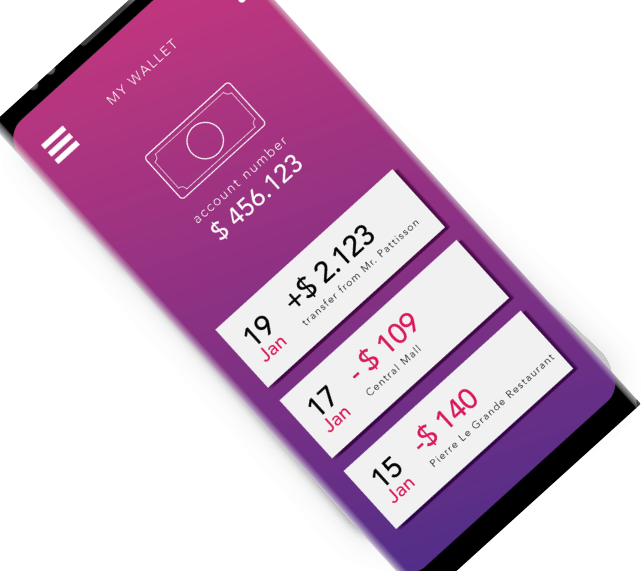 MY WALLET
account number
$ 456.123
19 Jan
+$ 2.123
transfer from Mr. Pattisson
17 Jan
- $ 109
Central Mall
15 Jan
-$ 140
Pierre Le Grande Restaurant